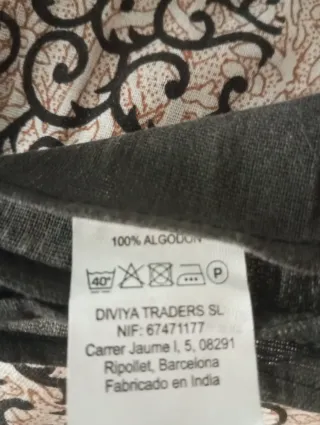 100% ALGODON
40°
P
DIVIYA TRADERS SL
NIF: 67471177
Carrer Jaume I, 5, 08291
Ripollet, Barcelona
Fabricado en India